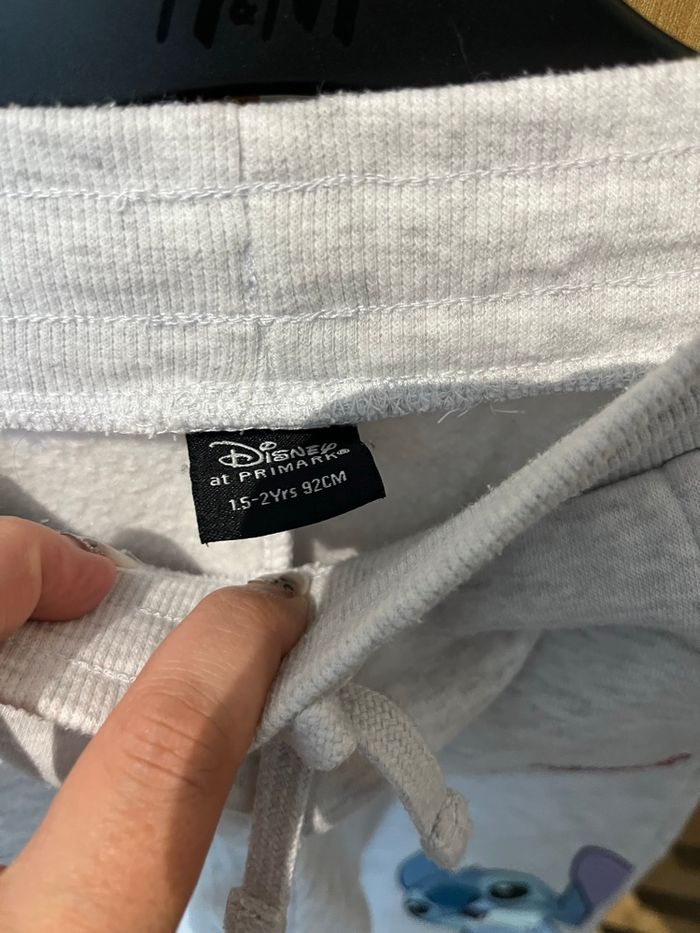 H&M
Disney
at PRIMARK®
1.5-2Yrs 92CM